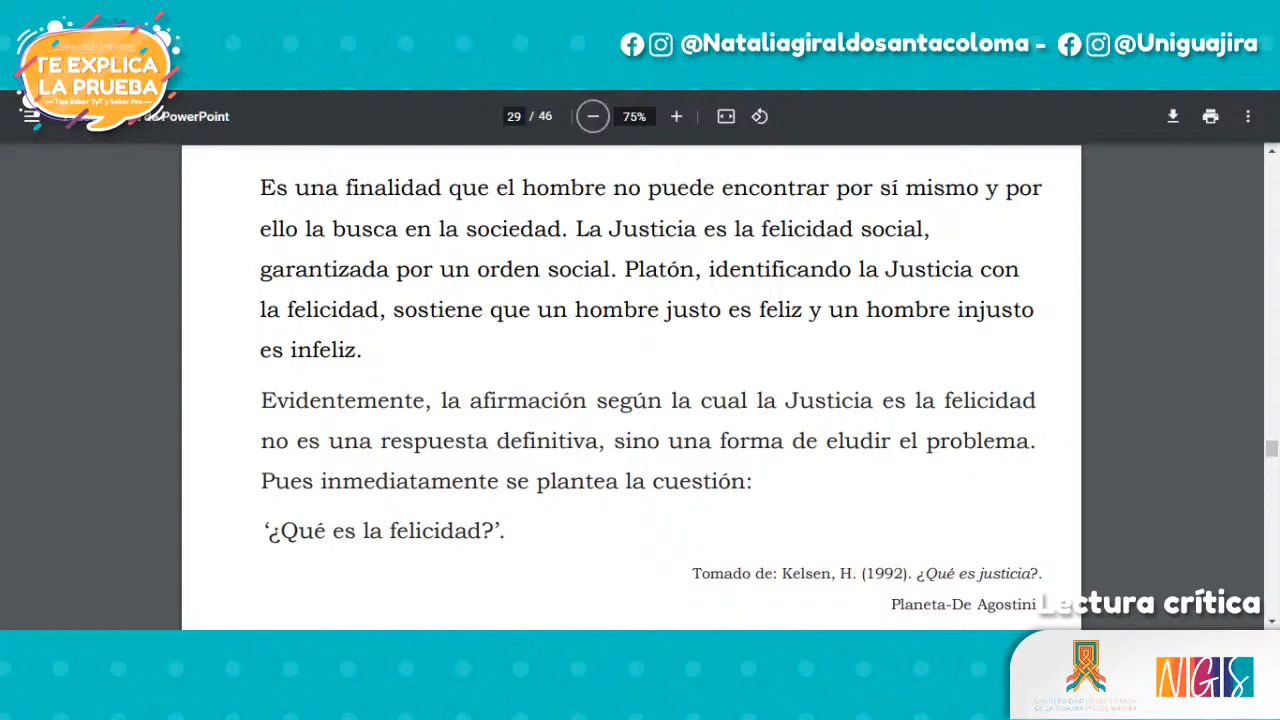 @Nataliagiraldosantacoloma - @Uniguajira
TE EXPLICA
LA PRUEBA
Tips Saber TyT y Saber Pro
PowerPoint
29 / 46
75%
Es una finalidad que el hombre no puede encontrar por sí mismo y por
ello la busca en la sociedad. La Justicia es la felicidad social,
garantizada por un orden social. Platón, identificando la Justicia con
la felicidad, sostiene que un hombre justo es feliz y un hombre injusto
es infeliz.
Evidentemente, la afirmación según la cual la Justicia es la felicidad
no es una respuesta definitiva, sino una forma de eludir el problema.
Pues inmediatamente se plantea la cuestión:
‘¿Qué es la felicidad?’.
Tomado de: Kelsen, H. (1992). ¿Qué es justicia?.
Planeta-De Agostini
Lectura crítica
NGS